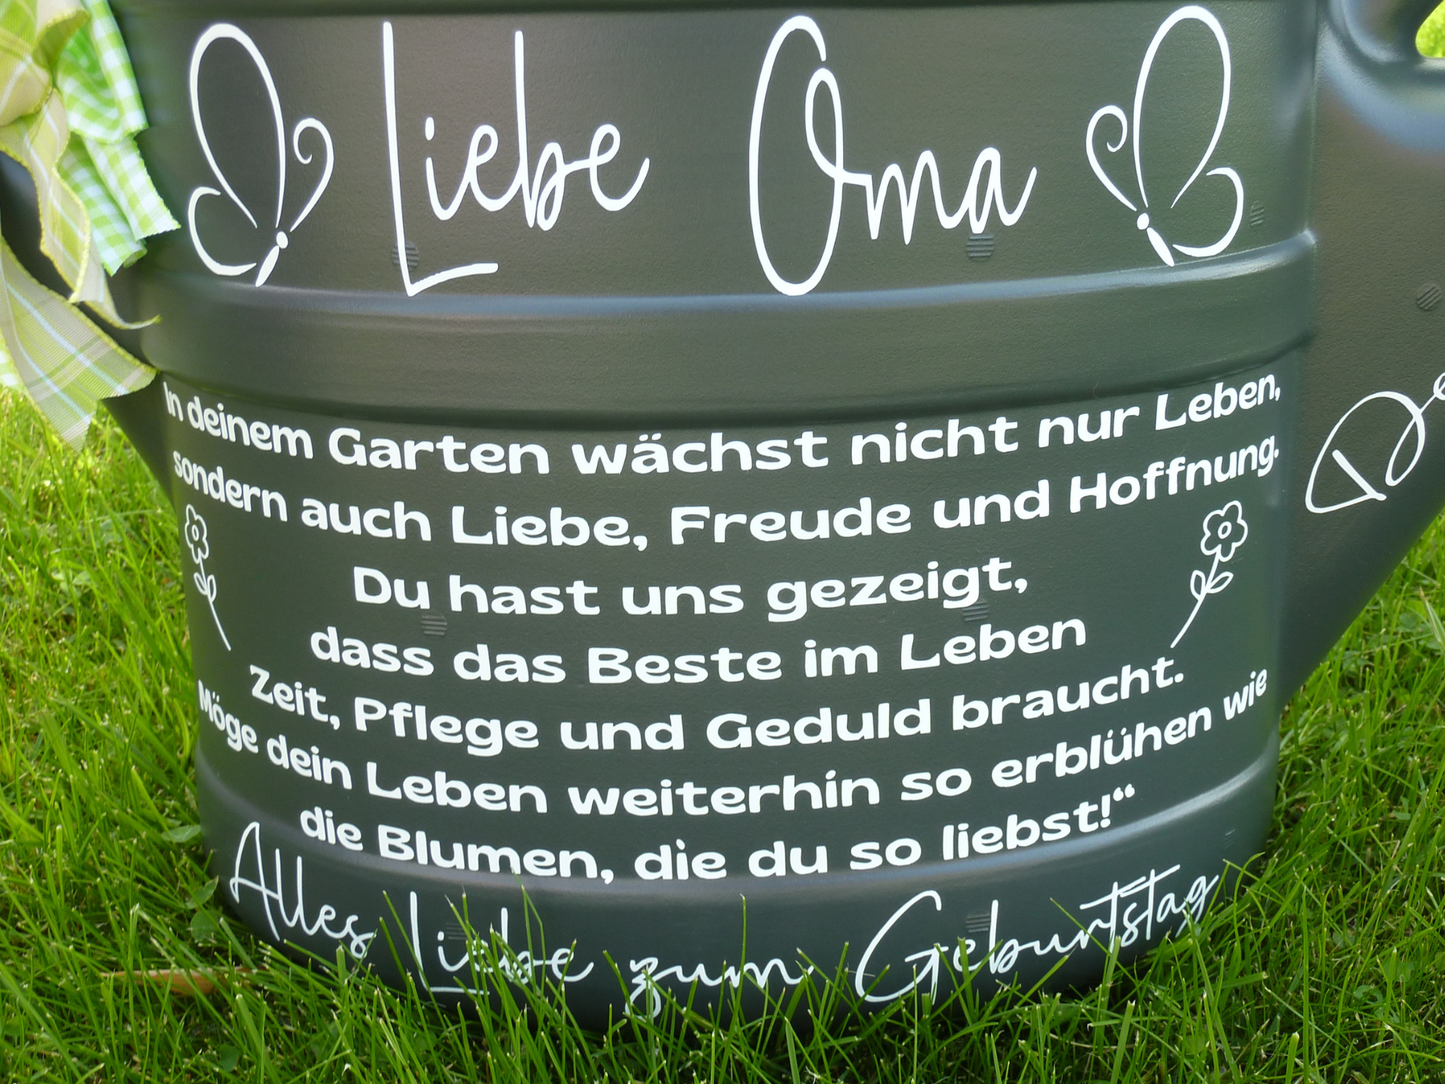 Liebe Oma
In deinem Garten wächst nicht nur Leben,
sondern auch Liebe, Freude und Hoffnung.
Du hast uns gezeigt,
dass das Beste im Leben
Zeit, Pflege und Geduld braucht.
Möge dein Leben weiterhin so erblühen wie
die Blumen, die du so liebst!“
Alles Liebe zum Geburtstag